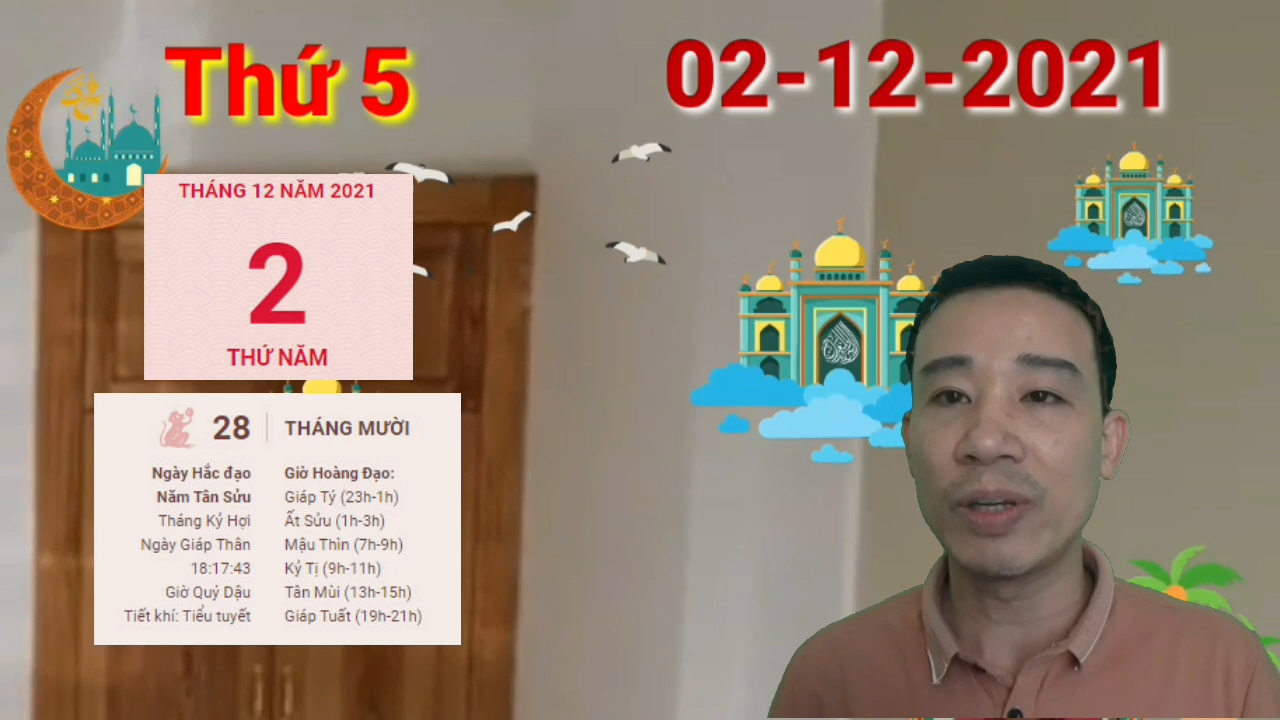 Thứ 5
02-12-2021
THÁNG 12 NĂM 2021
2
THỨ NĂM
28
THÁNG MƯỜI
Ngày Hắc đạo
Năm Tân Sửu
Tháng Kỷ Hợi
Ngày Giáp Thân
18:17:43
Giờ Quý Dậu
Tiết khí: Tiểu tuyết
Giờ Hoàng Đạo:
Giáp Tý (23h-1h)
Ất Sửu (1h-3h)
Mậu Thìn (7h-9h)
Kỷ Tị (9h-11h)
Tân Mùi (13h-15h)
Giáp Tuất (19h-21h)